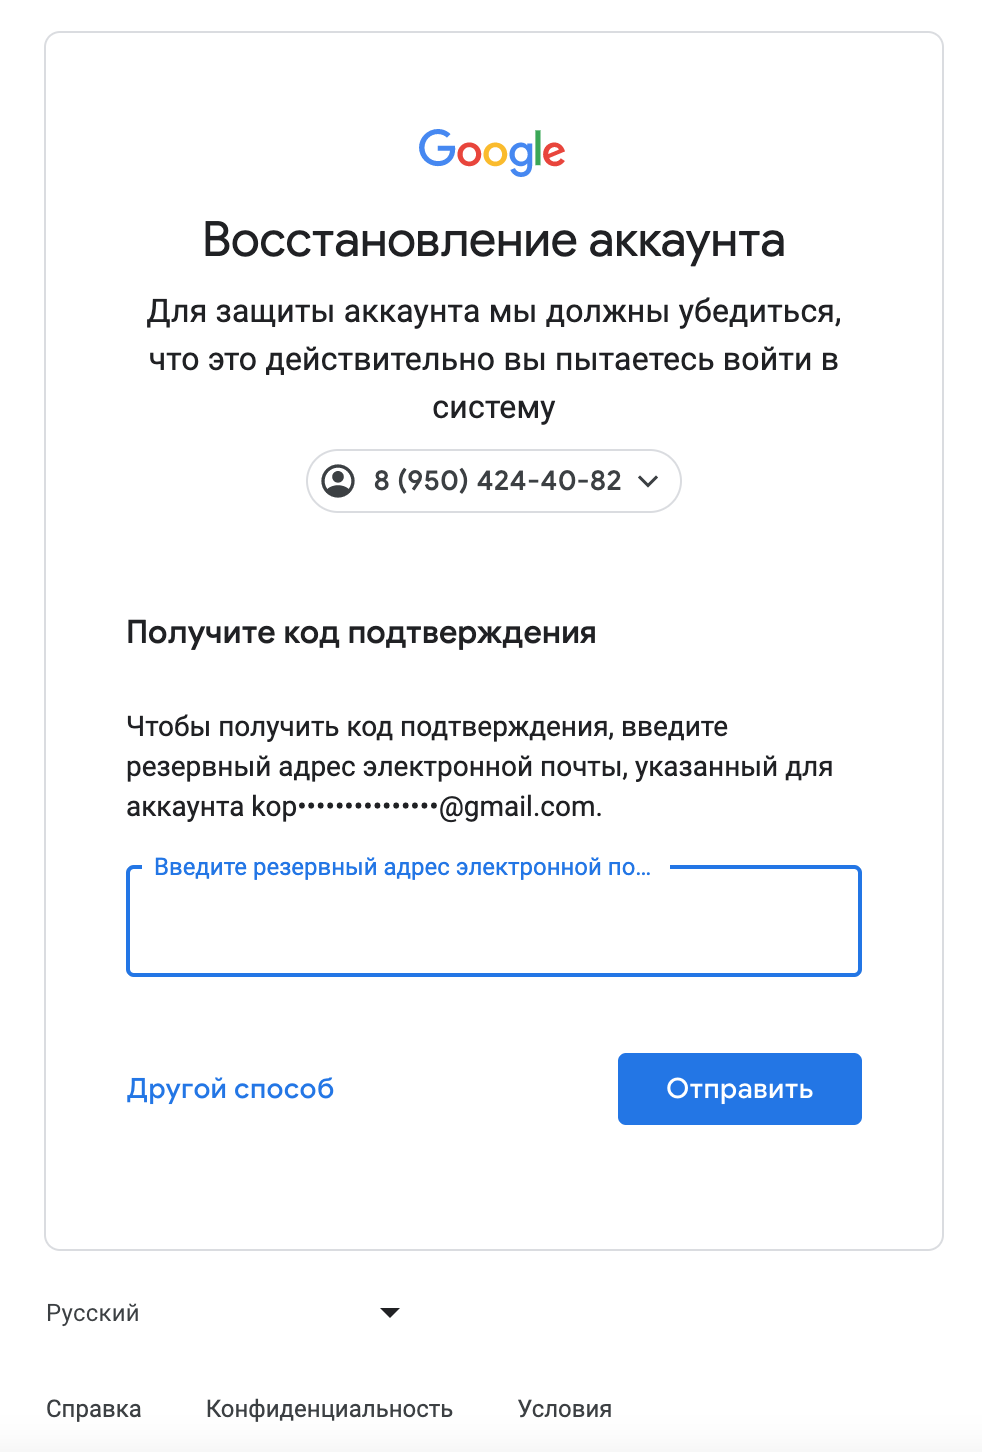 Google
Восстановление аккаунта
Для защиты аккаунта мы должны убедиться,
что это действительно вы пытаетесь войти в
систему
8 (950) 424-40-82
Получите код подтверждения
Чтобы получить код подтверждения, введите
резервный адрес электронной почты, указанный для
аккаунта kop•••••••••••••••@gmail.com.
Введите резервный адрес электронной по...
Другой способ
Отправить
Русский
Справка
Конфиденциальность
Условия